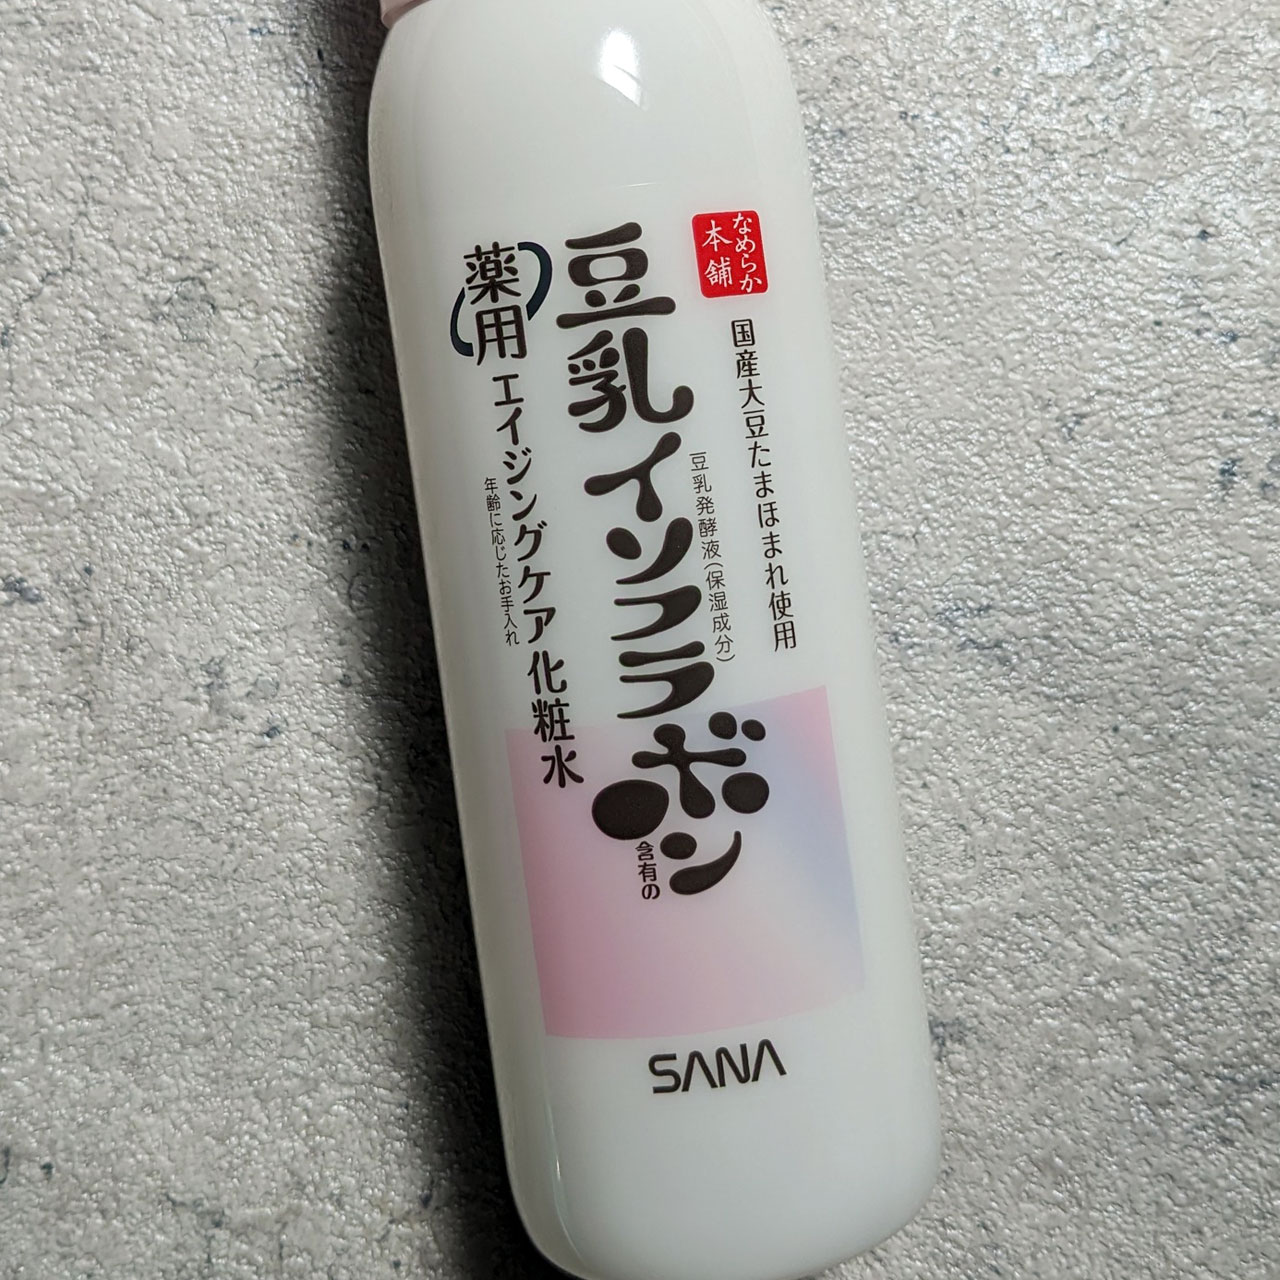 なめらか
本舗
国産大豆たまほまれ使用
豆乳発酵液(保湿成分)
豆乳イソフラボン
含有の
薬用
エイジングケア化粧水
年齢に応じたお手入れ
SANA